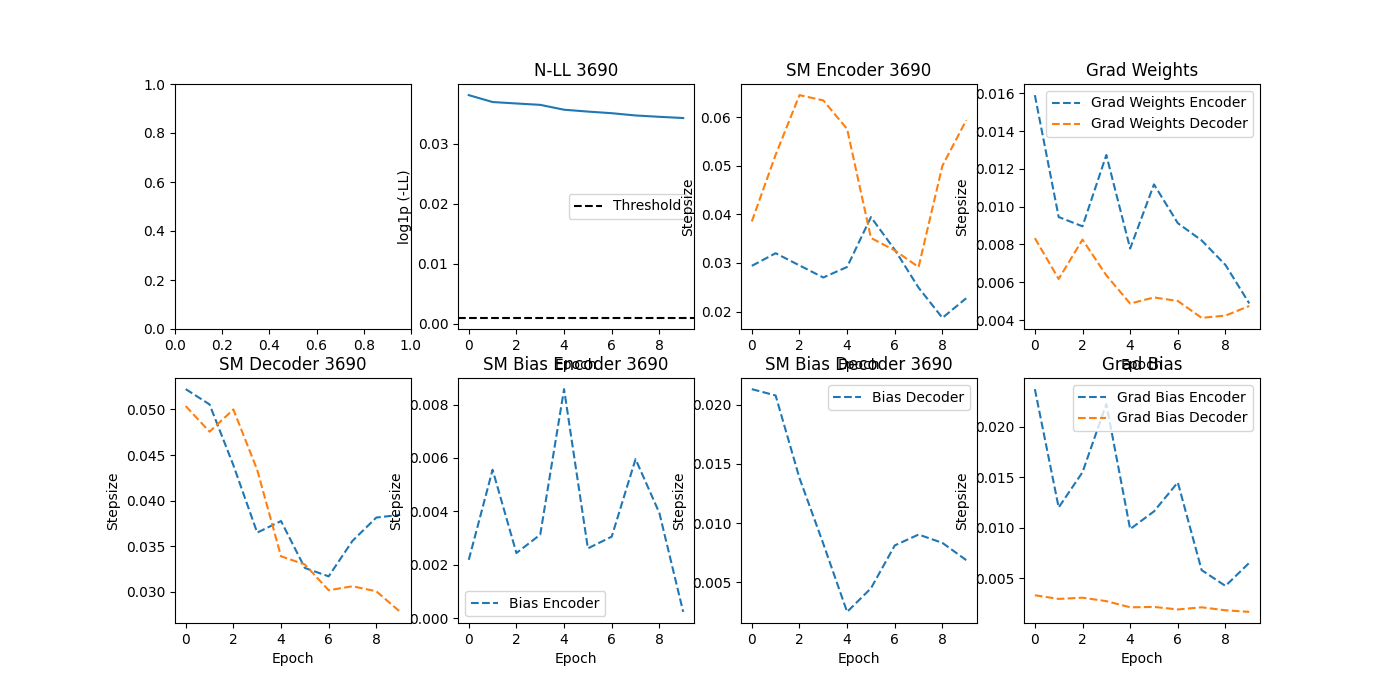 N-LL 3690
SM Encoder 3690
Grad Weights
1.0
0.8
0.6
0.4
0.2
0.0
0.0 0.2 0.4 0.6 0.8 1.0
log1p (-LL)
0.03
0.02
0.01
0.00
Threshold
0 2 4 6 8
Epoch
Stepsize
0.06
0.05
0.04
0.03
0.02
0 2 4 6 8
Epoch
Stepsize
0.016
0.014
0.012
0.010
0.008
0.006
0.004
Grad Weights Encoder
Grad Weights Decoder
0 2 4 6 8
Epoch
SM Decoder 3690
SM Bias Encoder 3690
SM Bias Decoder 3690
Grad Bias
Stepsize
0.050
0.045
0.040
0.035
0.030
0 2 4 6 8
Epoch
Stepsize
0.008
0.006
0.004
0.002
0.000
Bias Encoder
0 2 4 6 8
Epoch
Stepsize
0.020
0.015
0.010
0.005
Bias Decoder
0 2 4 6 8
Epoch
Stepsize
0.020
0.015
0.010
0.005
Grad Bias Encoder
Grad Bias Decoder
0 2 4 6 8
Epoch